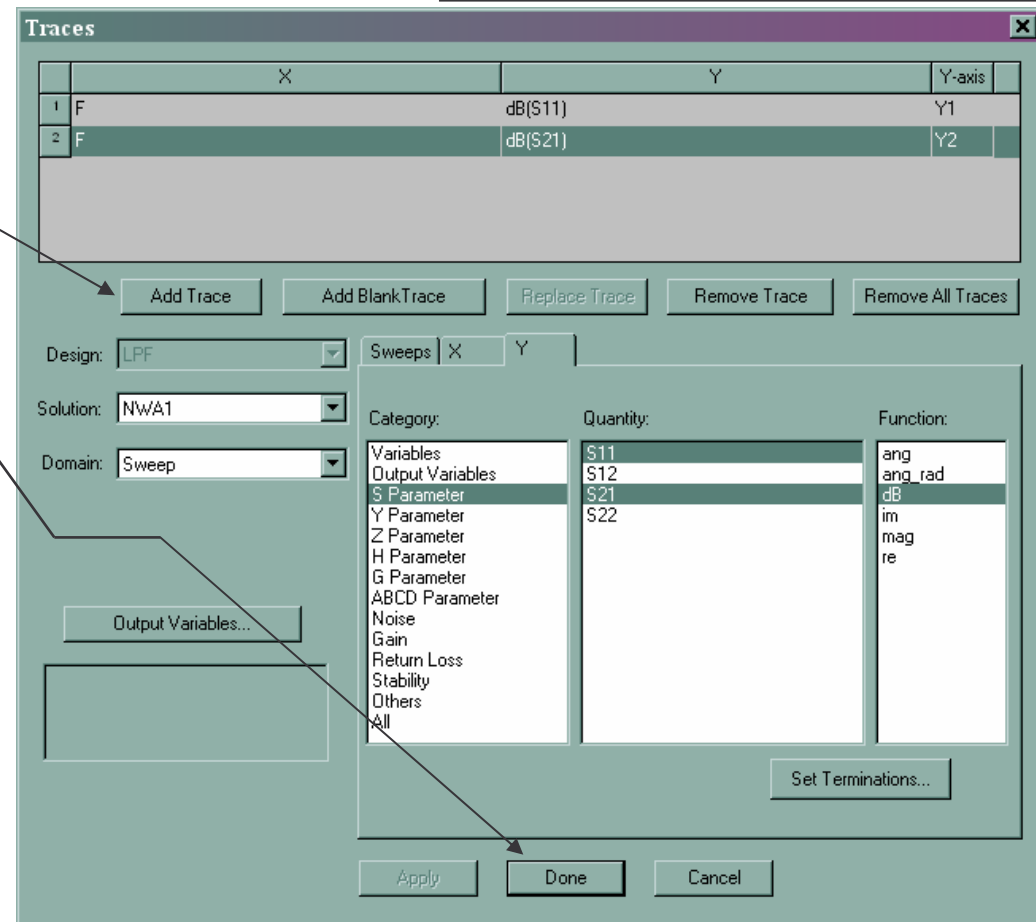 Traces
X Y Y-axis
1 F dB(S11) Y1
2 F dB(S21) Y2
Add Trace Add BlankTrace Replace Trace Remove Trace Remove All Traces
Design: LPF
Solution: NWA1
Domain: Sweep
Output Variables...
Sweeps X Y
Category:
Variables
Output Variables
S Parameter
Y Parameter
Z Parameter
H Parameter
G Parameter
ABCD Parameter
Noise
Gain
Return Loss
Stability
Others
All
Quantity:
S11
S12
S21
S22
Function:
ang
ang_rad
dB
im
mag
re
Set Terminations...
Apply Done Cancel